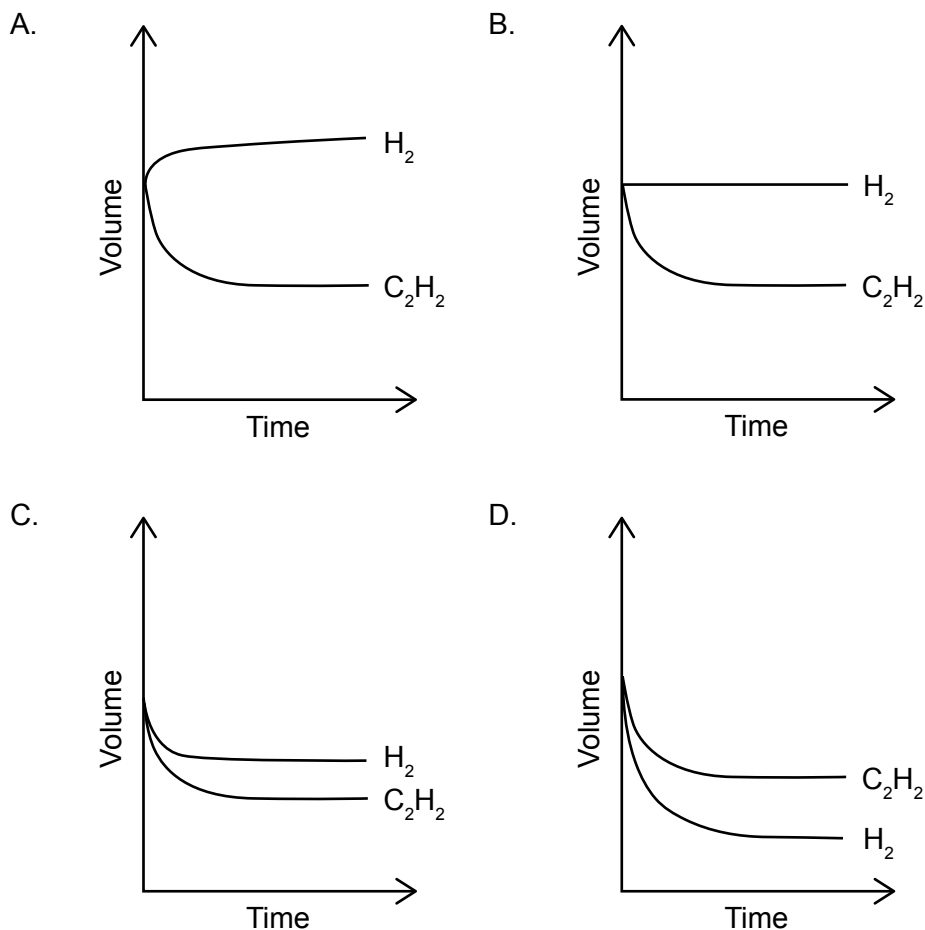 A.
Volume
H₂
C₂H₂
Time
B.
Volume
H₂
C₂H₂
Time
C.
Volume
H₂
C₂H₂
Time
D.
Volume
C₂H₂
H₂
Time